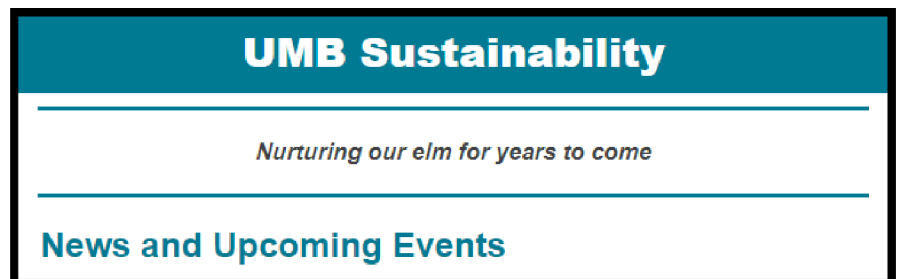 UMB Sustainability
Nurturing our elm for years to come
News and Upcoming Events